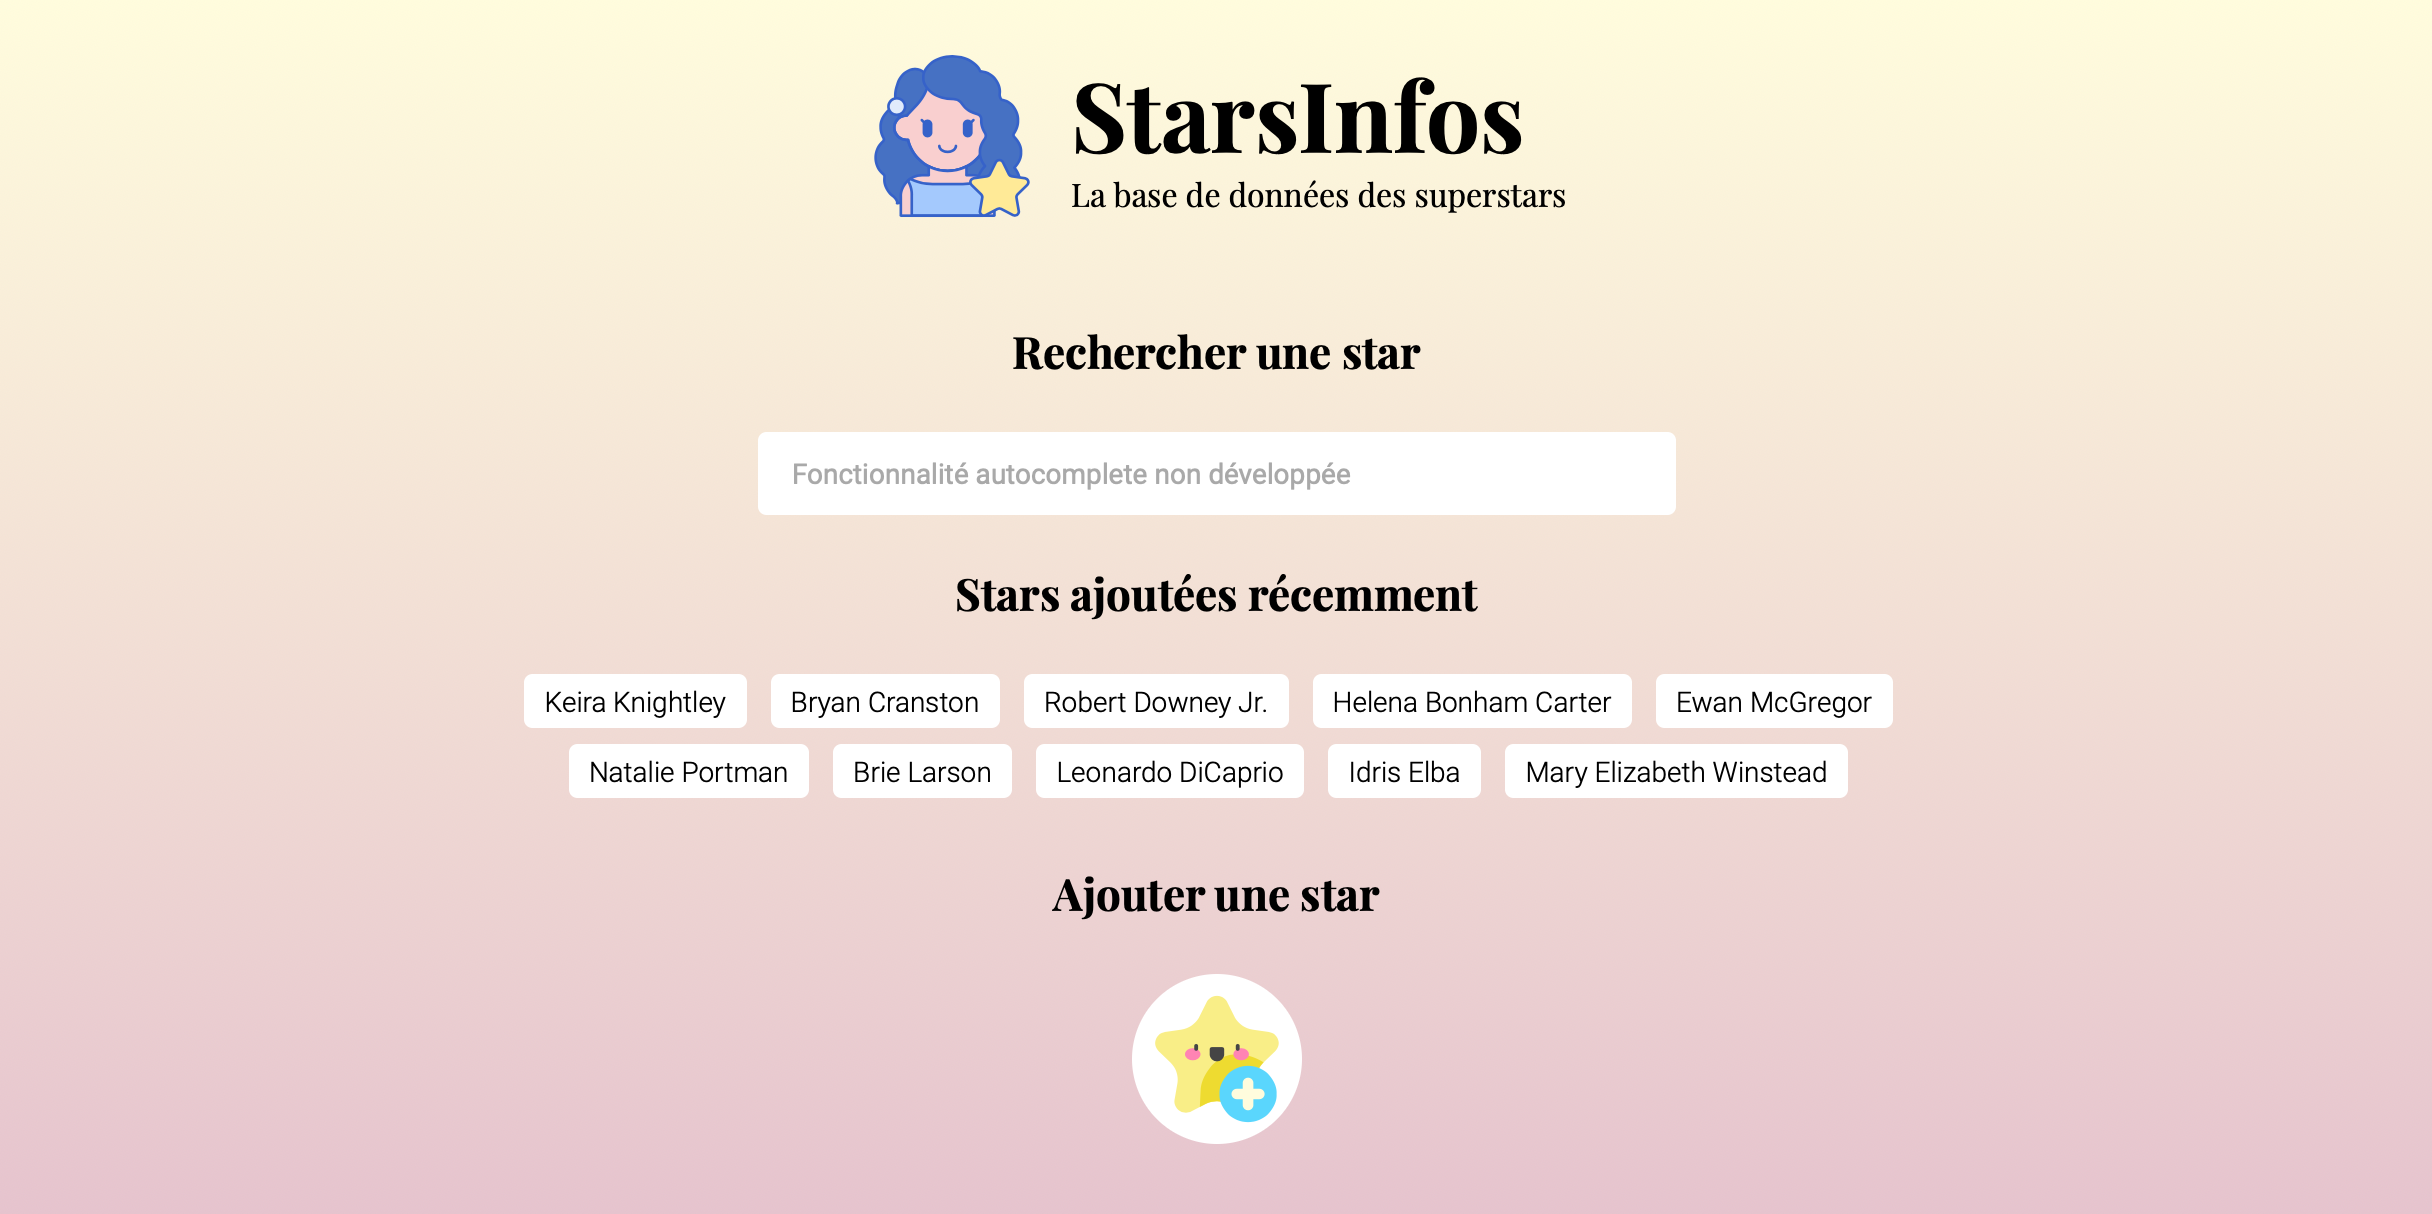 StarsInfos
La base de données des superstars
Rechercher une star
Fonctionnalité autocomplete non développée
Stars ajoutées récemment
Keira Knightley Bryan Cranston Robert Downey Jr. Helena Bonham Carter Ewan McGregor
Natalie Portman Brie Larson Leonardo DiCaprio Idris Elba Mary Elizabeth Winstead
Ajouter une star